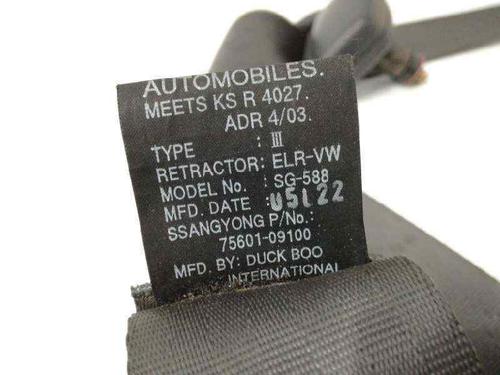 AUTOMOBILES.
MEETS KS R 4027.
ADR 4/03.
TYPE : III
RETRACTOR: ELR-VW
MODEL No. : SG-588
MFD. DATE : 05L22
SSANGYONG P/No.:
75601-09100
MFD. BY: DUCK BOO
INTERNATIONAL